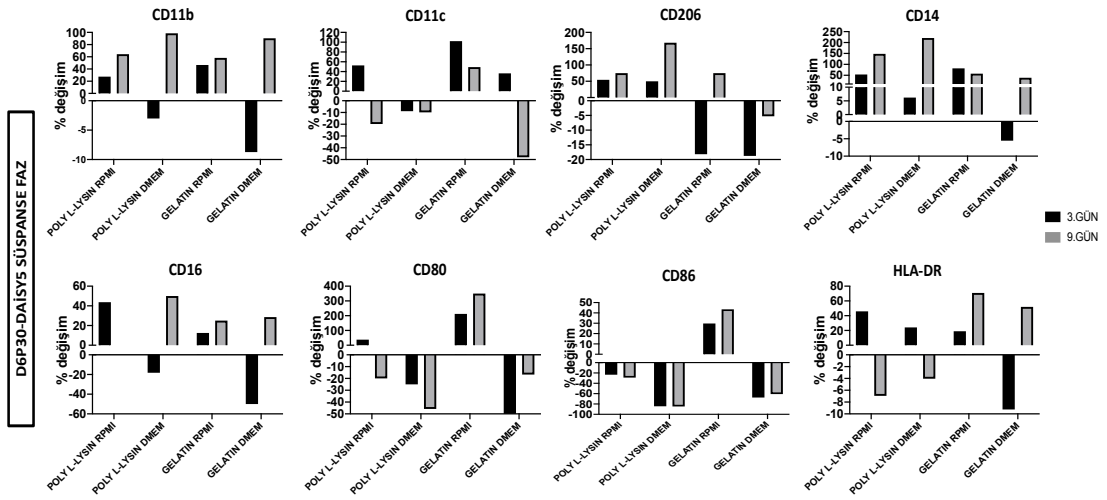 D6P30-DAİSY5 SÜSPANSE FAZ
CD11b
% değişim
100
80
60
40
20
0
0
-5
-10
POLY L-LYSIN RPMI
POLY L-LYSIN DMEM
GELATIN RPMI
GELATIN DMEM
CD11c
% değişim
120
100
80
60
40
20
0
0
-10
-20
-30
-40
-50
POLY L-LYSIN RPMI
POLY L-LYSIN DMEM
GELATIN RPMI
GELATIN DMEM
CD206
% değişim
200
150
100
50
0
0
-5
-10
-15
-20
POLY L-LYSIN RPMI
POLY L-LYSIN DMEM
GELATIN RPMI
GELATIN DMEM
CD14
% değişim
250
200
150
100
50
10
5
0
0
-5
-10
POLY L-LYSIN RPMI
POLY L-LYSIN DMEM
GELATIN RPMI
GELATIN DMEM
3.GÜN
9.GÜN
CD16
% değişim
60
40
20
0
0
-20
-40
-60
POLY L-LYSIN RPMI
POLY L-LYSIN DMEM
GELATIN RPMI
GELATIN DMEM
CD80
% değişim
400
300
200
100
0
0
-10
-20
-30
-40
-50
POLY L-LYSIN RPMI
POLY L-LYSIN DMEM
GELATIN RPMI
GELATIN DMEM
CD86
% değişim
50
40
30
20
10
0
0
-20
-40
-60
-80
-100
POLY L-LYSIN RPMI
POLY L-LYSIN DMEM
GELATIN RPMI
GELATIN DMEM
HLA-DR
% değişim
80
60
40
20
0
0
-2
-4
-6
-8
-10
POLY L-LYSIN RPMI
POLY L-LYSIN DMEM
GELATIN RPMI
GELATIN DMEM